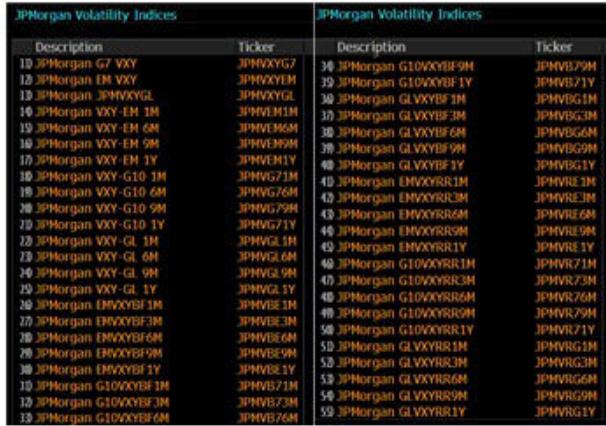 JPMorgan Volatility Indices
Description Ticker
11) JPMorgan G7 VXY JPMVXYG7
12) JPMorgan EM VXY JPMVXYEM
13) JPMorgan JPMVXYGL JPMVXYGL
14) JPMorgan VXY-EM 1M JPMVEM1M
15) JPMorgan VXY-EM 6M JPMVEM6M
16) JPMorgan VXY-EM 9M JPMVEM9M
17) JPMorgan VXY-EM 1Y JPMVEM1Y
18) JPMorgan VXY-G10 1M JPMVG71M
19) JPMorgan VXY-G10 6M JPMVG76M
20) JPMorgan VXY-G10 9M JPMVG79M
21) JPMorgan VXY-G10 1Y JPMVG71Y
22) JPMorgan VXY-GL 1M JPMVGL1M
23) JPMorgan VXY-GL 6M JPMVGL6M
24) JPMorgan VXY-GL 9M JPMVGL9M
25) JPMorgan VXY-GL 1Y JPMVGL1Y
26) JPMorgan EMVXYBF1M JPMVBE1M
27) JPMorgan EMVXYBF3M JPMVBE3M
28) JPMorgan EMVXYBF6M JPMVBE6M
29) JPMorgan EMVXYBF9M JPMVBE9M
30) JPMorgan EMVXYBF1Y JPMVBE1Y
31) JPMorgan G10VXYBF1M JPMVB71M
32) JPMorgan G10VXYBF3M JPMVB73M
33) JPMorgan G10VXYBF6M JPMVB76M
JPMorgan Volatility Indices
Description Ticker
34) JPMorgan G10VXYBF9M JPMVB79M
35) JPMorgan G10VXYBF1Y JPMVB71Y
36) JPMorgan GLVXYBF1M JPMVBG1M
37) JPMorgan GLVXYBF3M JPMVBG3M
38) JPMorgan GLVXYBF6M JPMVBG6M
39) JPMorgan GLVXYBF9M JPMVBG9M
40) JPMorgan GLVXYBF1Y JPMVBG1Y
41) JPMorgan EMVXYRR1M JPMVRE1M
42) JPMorgan EMVXYRR3M JPMVRE3M
43) JPMorgan EMVXYRR6M JPMVRE6M
44) JPMorgan EMVXYRR9M JPMVRE9M
45) JPMorgan EMVXYRR1Y JPMVRE1Y
46) JPMorgan G10VXYRR1M JPMVR71M
47) JPMorgan G10VXYRR3M JPMVR73M
48) JPMorgan G10VXYRR6M JPMVR76M
49) JPMorgan G10VXYRR9M JPMVR79M
50) JPMorgan G10VXYRR1Y JPMVR71Y
51) JPMorgan GLVXYRR1M JPMVRG1M
52) JPMorgan GLVXYRR3M JPMVRG3M
53) JPMorgan GLVXYRR6M JPMVRG6M
54) JPMorgan GLVXYRR9M JPMVRG9M
55) JPMorgan GLVXYRR1Y JPMVRG1Y